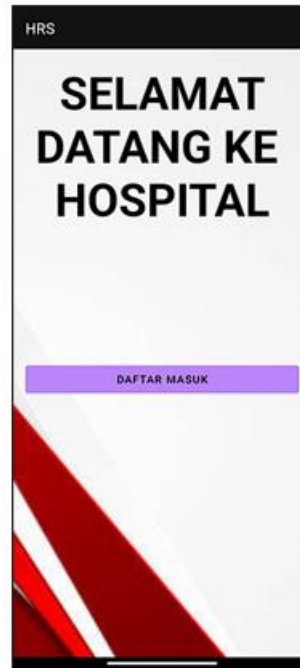 HRS
SELAMAT
DATANG KE
HOSPITAL
DAFTAR MASUK